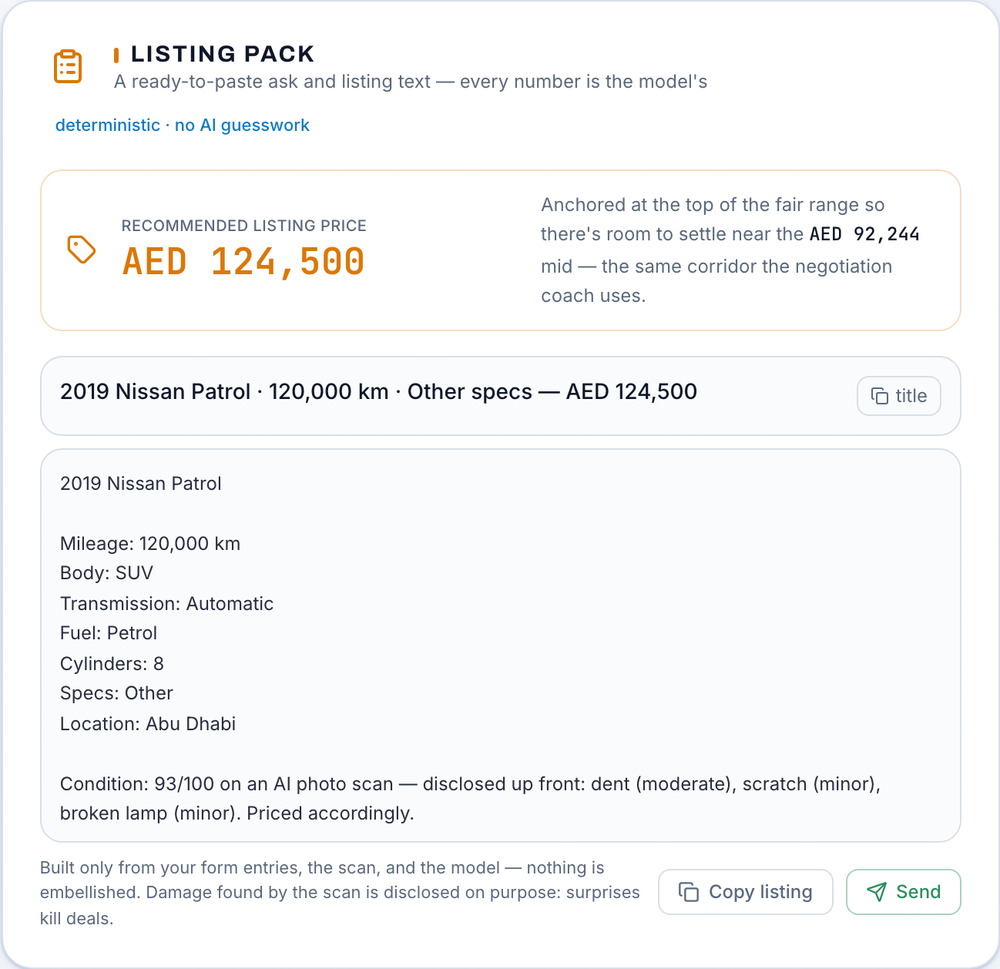 LISTING PACK
A ready-to-paste ask and listing text — every number is the model's
deterministic · no AI guesswork
RECOMMENDED LISTING PRICE
AED 124,500
Anchored at the top of the fair range so
there's room to settle near the AED 92,244
mid — the same corridor the negotiation
coach uses.
2019 Nissan Patrol · 120,000 km · Other specs — AED 124,500
title
2019 Nissan Patrol
Mileage: 120,000 km
Body: SUV
Transmission: Automatic
Fuel: Petrol
Cylinders: 8
Specs: Other
Location: Abu Dhabi
Condition: 93/100 on an AI photo scan — disclosed up front: dent (moderate), scratch (minor),
broken lamp (minor). Priced accordingly.
Built only from your form entries, the scan, and the model — nothing is
embellished. Damage found by the scan is disclosed on purpose: surprises
kill deals.
Copy listing
Send